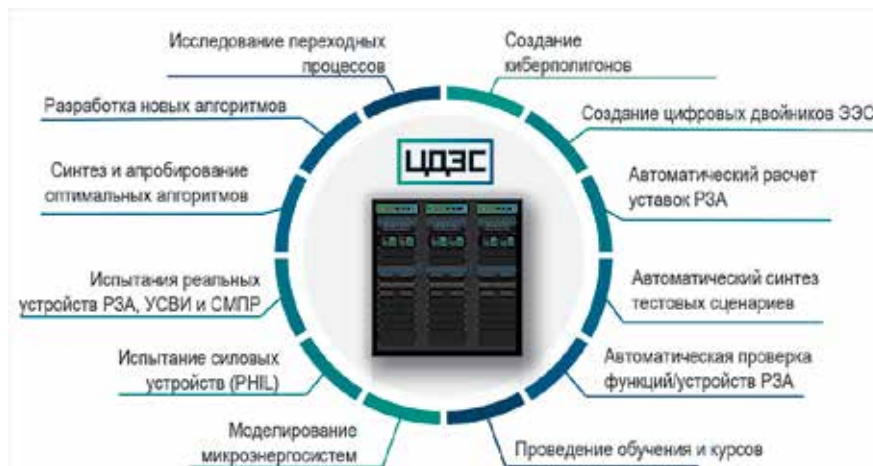 Исследование переходных
процессов
Разработка новых алгоритмов
Синтез и апробирование
оптимальных алгоритмов
Испытания реальных
устройств РЗА, УСВИ и СМПР
Испытание силовых
устройств (PHIL)
Моделирование
микроэнергосистем
ЦДЭС
Создание
киберполигонов
Создание цифровых двойников ЭЭС
Автоматический расчет
уставок РЗА
Автоматический синтез
тестовых сценариев
Автоматическая проверка
функций/устройств РЗА
Проведение обучения и курсов